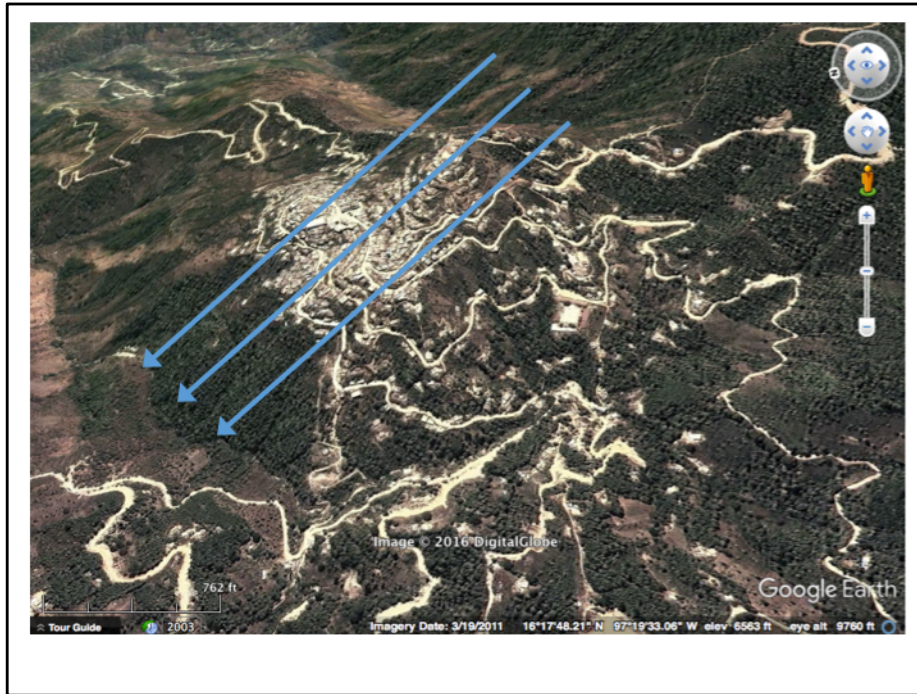 Image © 2016 DigitalGlobe
762 ft
Google Earth
Tour Guide
2003
Imagery Date: 3/19/2011 16°17'48.21" N 97°19'33.06" W elev 6563 ft eye alt 9760 ft